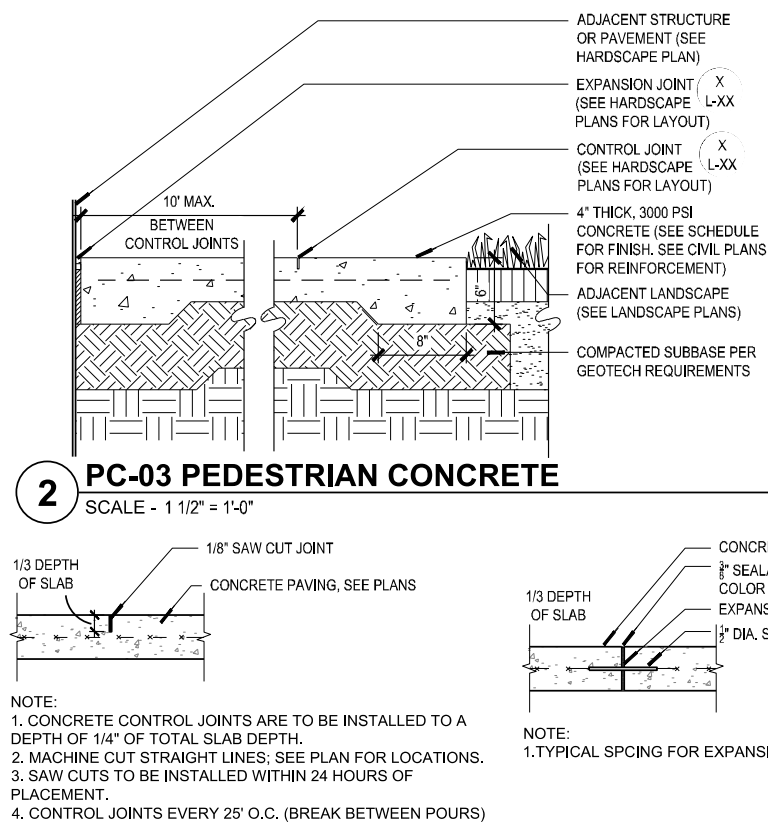 ADJACENT STRUCTURE
OR PAVEMENT (SEE
HARDSCAPE PLAN)
EXPANSION JOINT
(SEE HARDSCAPE
PLANS FOR LAYOUT)
X
L-XX
CONTROL JOINT
(SEE HARDSCAPE
PLANS FOR LAYOUT)
X
L-XX
10' MAX.
BETWEEN
CONTROL JOINTS
4" THICK, 3000 PSI
CONCRETE (SEE SCHEDULE
FOR FINISH. SEE CIVIL PLANS
FOR REINFORCEMENT)
6"
ADJACENT LANDSCAPE
(SEE LANDSCAPE PLANS)
8"
COMPACTED SUBBASE PER
GEOTECH REQUIREMENTS
2
PC-03 PEDESTRIAN CONCRETE
SCALE - 1 1/2" = 1'-0"
1/3 DEPTH
OF SLAB
1/8" SAW CUT JOINT
CONCRETE PAVING, SEE PLANS
NOTE:
1. CONCRETE CONTROL JOINTS ARE TO BE INSTALLED TO A
DEPTH OF 1/4" OF TOTAL SLAB DEPTH.
2. MACHINE CUT STRAIGHT LINES; SEE PLAN FOR LOCATIONS.
3. SAW CUTS TO BE INSTALLED WITHIN 24 HOURS OF
PLACEMENT.
4. CONTROL JOINTS EVERY 25' O.C. (BREAK BETWEEN POURS)
1/3 DEPTH
OF SLAB
CONCRE
" SEALA
COLOR
EXPANS
1/2" DIA. S
NOTE:
1.TYPICAL SPCING FOR EXPANSI